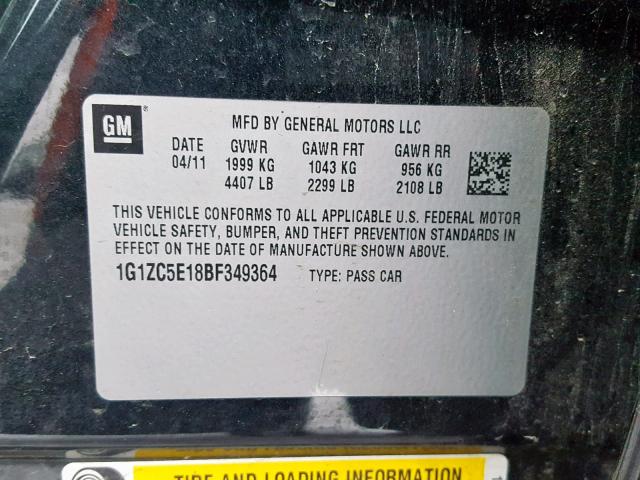 GM ®
MFD BY GENERAL MOTORS LLC
DATE GVWR GAWR FRT GAWR RR
04/11 1999 KG 1043 KG 956 KG
4407 LB 2299 LB 2108 LB
THIS VEHICLE CONFORMS TO ALL APPLICABLE U.S. FEDERAL MOTOR
VEHICLE SAFETY, BUMPER, AND THEFT PREVENTION STANDARDS IN
EFFECT ON THE DATE OF MANUFACTURE SHOWN ABOVE.
1G1ZC5E18BF349364 TYPE: PASS CAR
TIRE AND LOADING INFORMATION